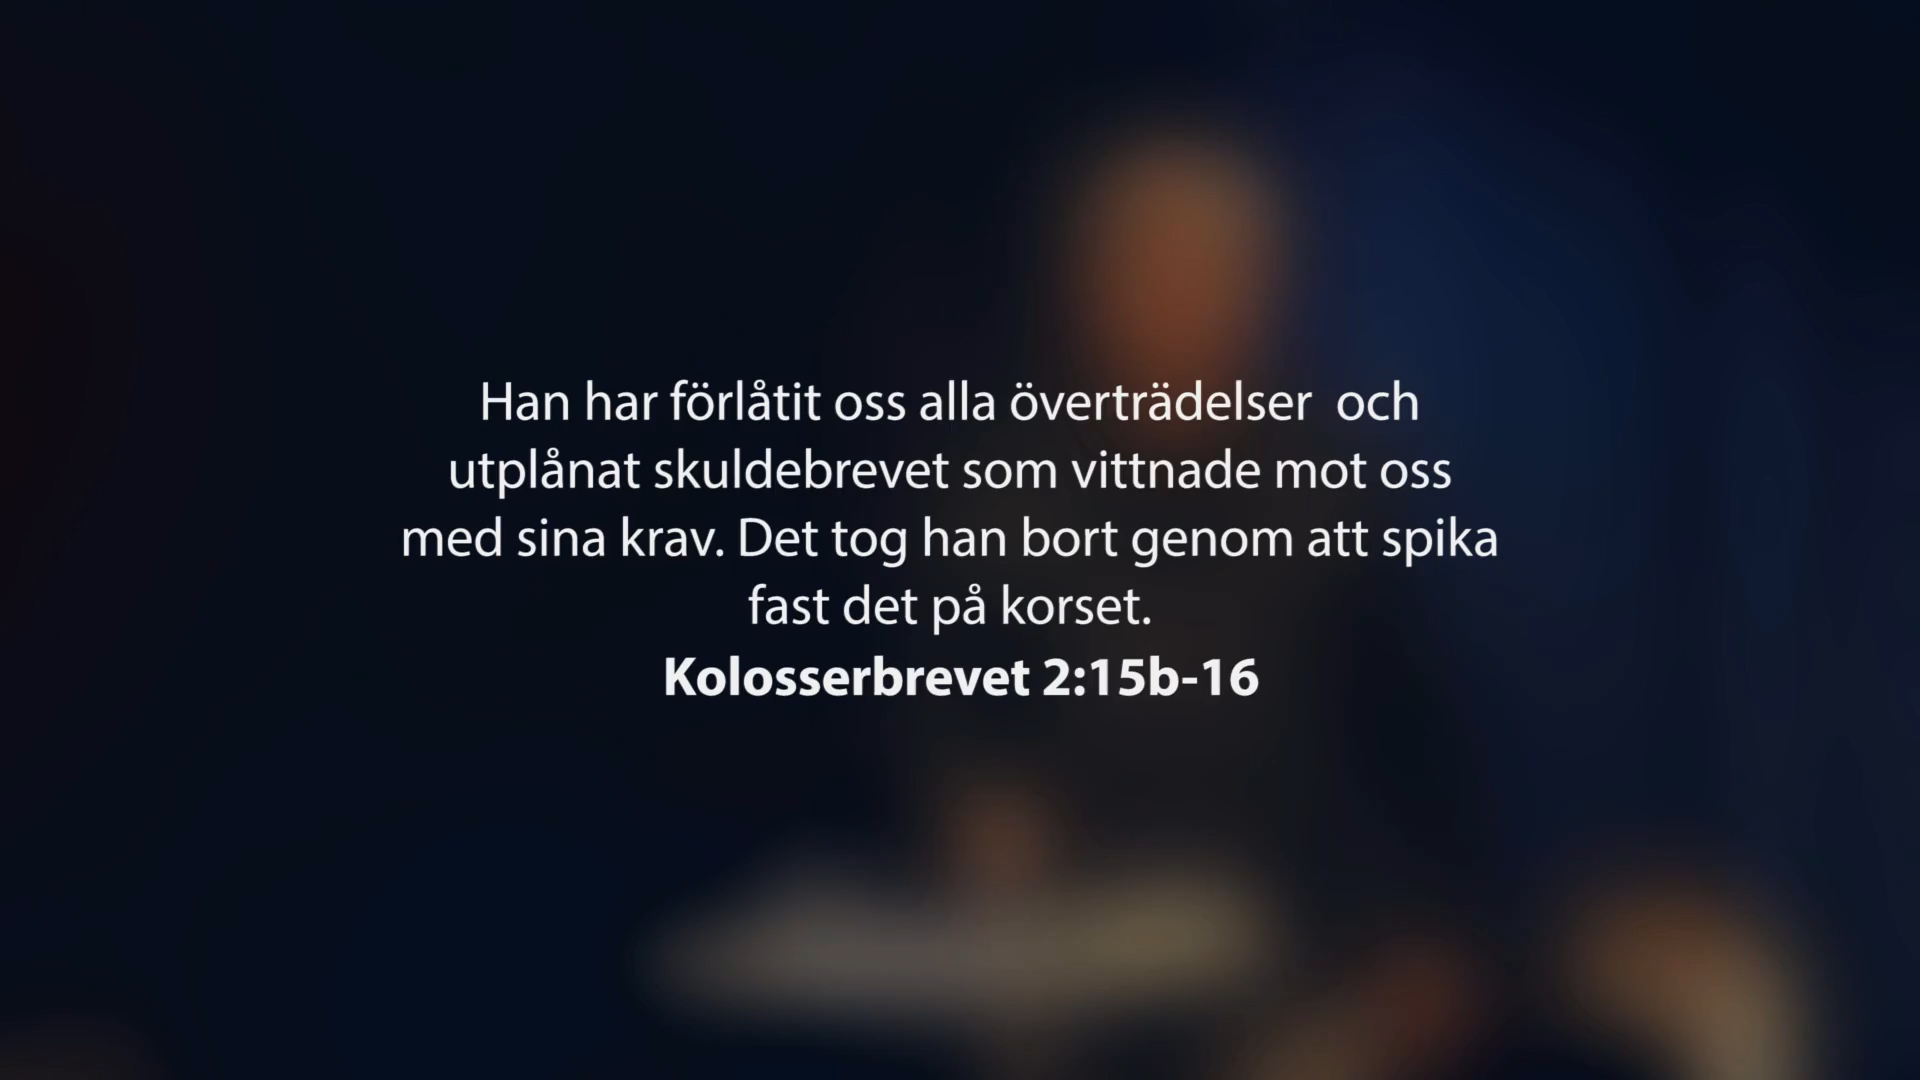 Han har förlåtit oss alla överträdelser  och
utplånat skuldebrevet som vittnade mot oss
med sina krav. Det tog han bort genom att spika
fast det på korset.
Kolosserbrevet 2:15b-16